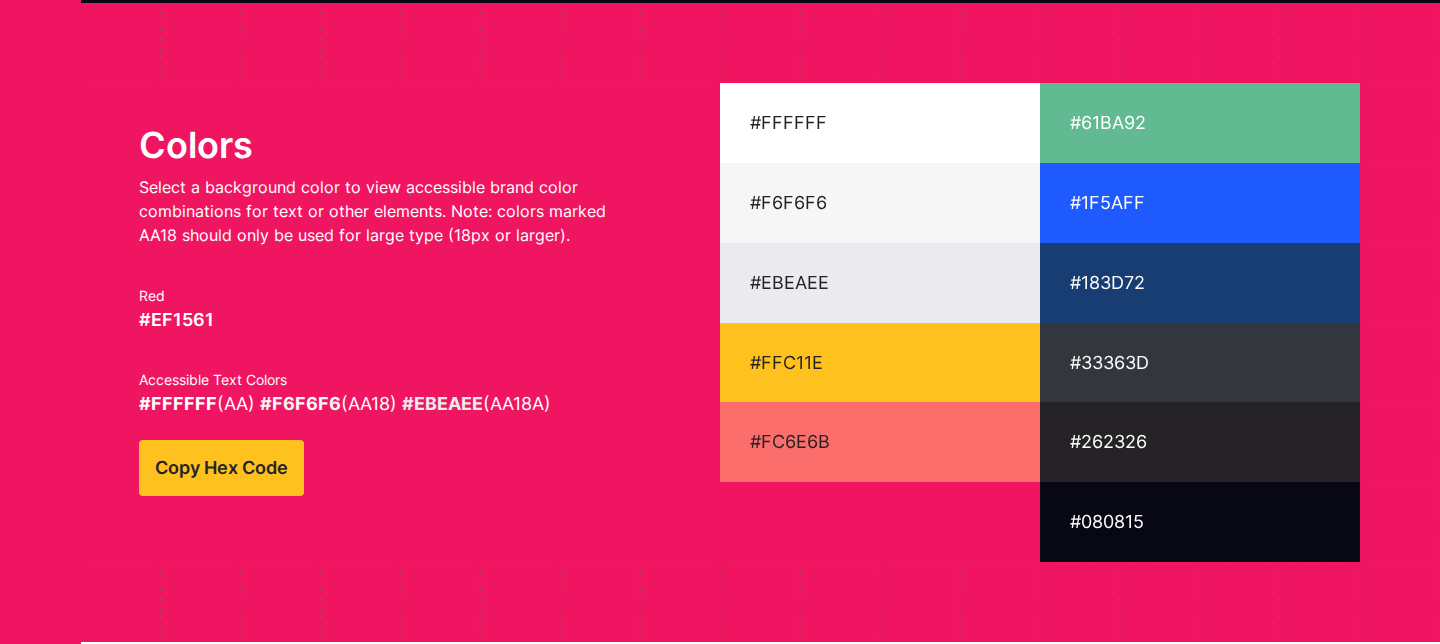 Colors
Select a background color to view accessible brand color
combinations for text or other elements. Note: colors marked
AA18 should only be used for large type (18px or larger).
Red
#EF1561
Accessible Text Colors
#FFFFFF(AA) #F6F6F6(AA18) #EBEAEE(AA18A)
Copy Hex Code
#FFFFFF
#F6F6F6
#EBEAEE
#FFC11E
#FC6E6B
#61BA92
#1F5AFF
#183D72
#33363D
#262326
#080815